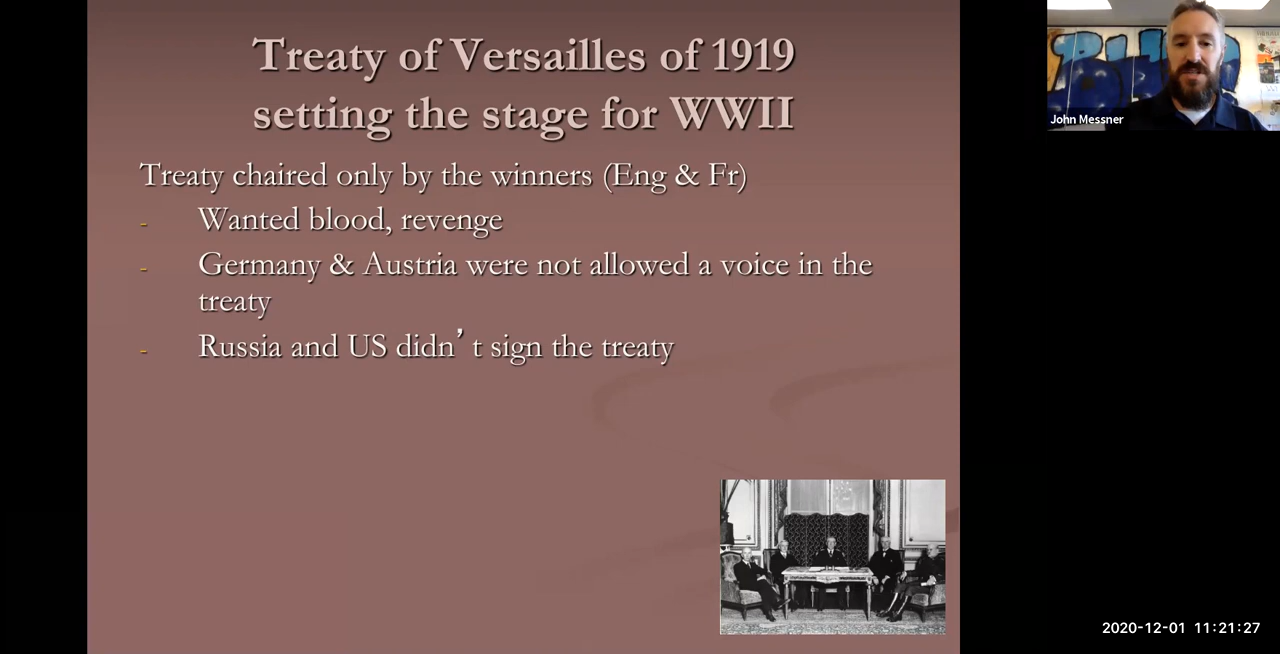 Treaty of Versailles of 1919
setting the stage for WWII
Treaty chaired only by the winners (Eng & Fr)
- Wanted blood, revenge
- Germany & Austria were not allowed a voice in the
treaty
- Russia and US didn’t sign the treaty
John Messner
2020-12-01 11:21:27